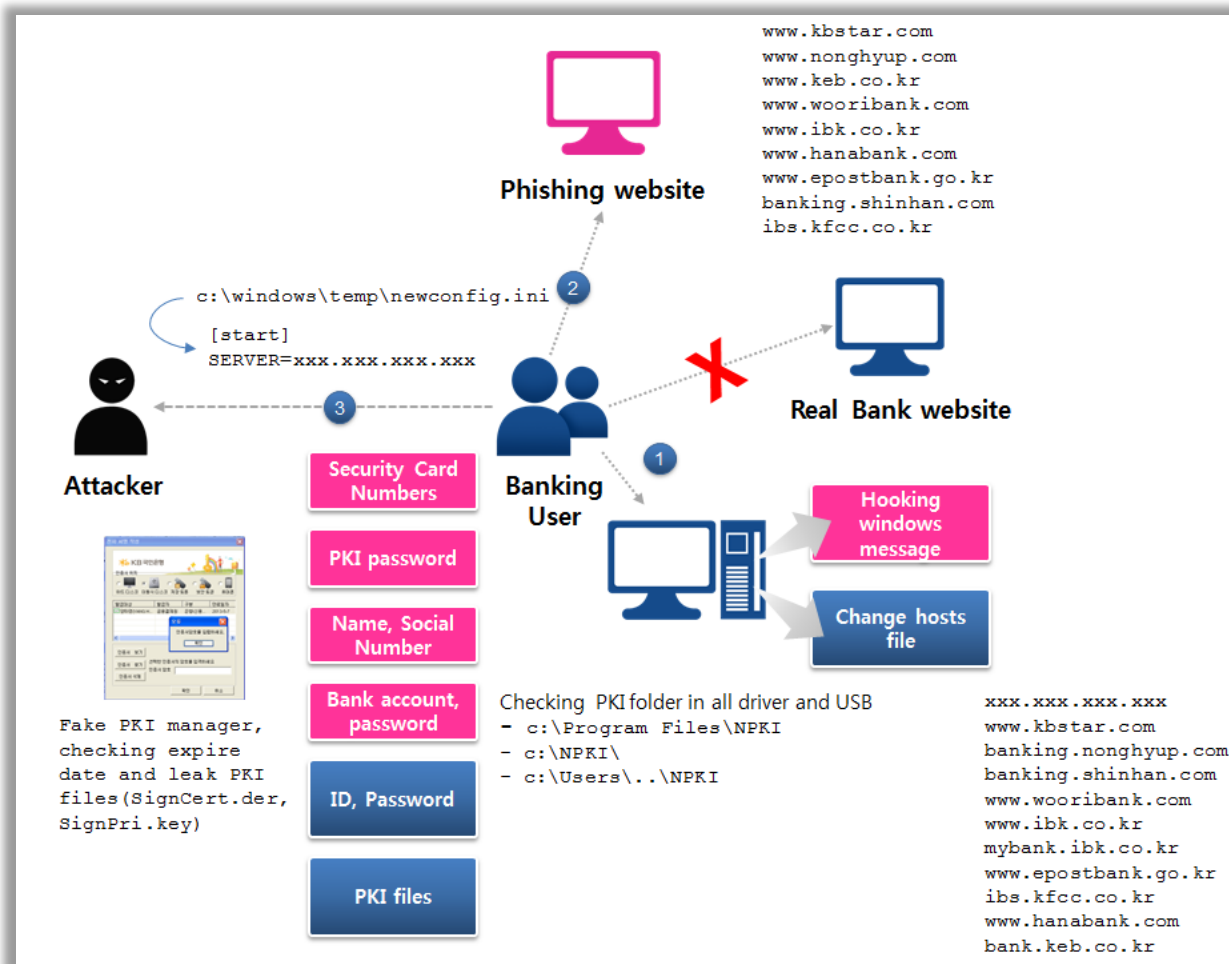 www.kbstar.com
www.nonghyup.com
www.keb.co.kr
www.wooribank.com
www.ibk.co.kr
www.hanabank.com
www.epostbank.go.kr
banking.shinhan.com
ibs.kfcc.co.kr
Phishing website
c:\windows\temp\newconfig.ini
2
[start]
SERVER=xxx.xxx.xxx.xxx
X
3
Real Bank website
Attacker
Banking
User
1
Security Card
Numbers
PKI password
Name, Social
Number
Bank account,
password
ID, Password
PKI files
Hooking
windows
message
Change hosts
file
KB국민은행
Fake PKI manager,
checking expire
date and leak PKI
files(SignCert.der,
SignPri.key)
Checking PKI folder in all driver and USB
- c:\Program Files\NPKI
- c:\NPKI\
- c:\Users\..\NPKI
xxx.xxx.xxx.xxx
www.kbstar.com
banking.nonghyup.com
banking.shinhan.com
www.wooribank.com
www.ibk.co.kr
mybank.ibk.co.kr
www.epostbank.go.kr
ibs.kfcc.co.kr
www.hanabank.com
bank.keb.co.kr